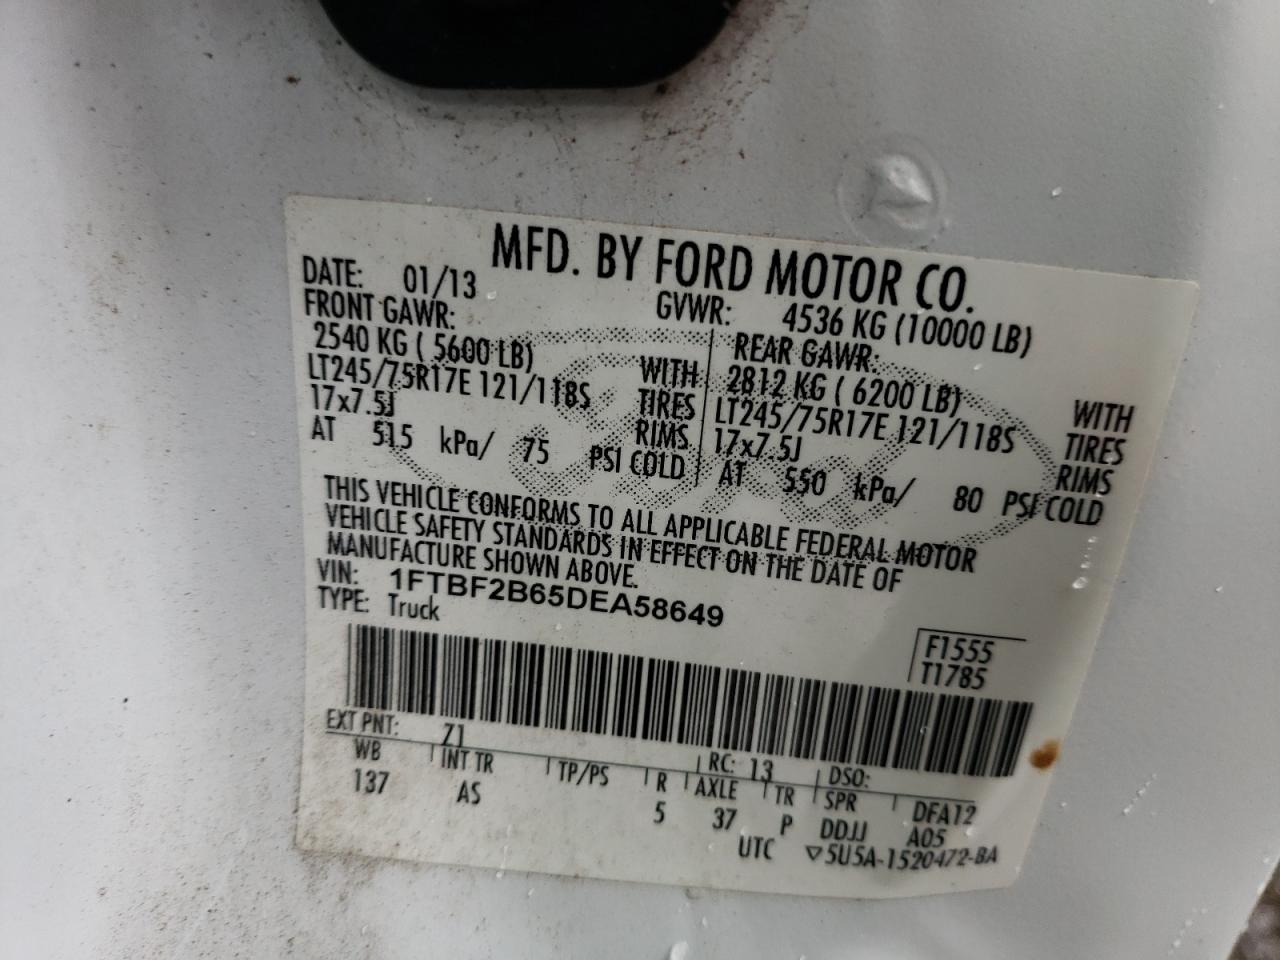 MFD. BY FORD MOTOR CO.
DATE: 01/13 GVWR: 4536 KG (10000 LB)
FRONT GAWR: REAR GAWR:
2540 KG ( 5600 LB) WITH 2812 KG ( 6200 LB) WITH
LT245/75R17E 121/118S TIRES LT245/75R17E 121/118S TIRES
17x7.5J RIMS 17x7.5J RIMS
AT 515 kPa/ 75 PSI COLD AT 550 kPa/ 80 PSI COLD
THIS VEHICLE CONFORMS TO ALL APPLICABLE FEDERAL MOTOR
VEHICLE SAFETY STANDARDS IN EFFECT ON THE DATE OF
MANUFACTURE SHOWN ABOVE.
VIN: 1FTBF2B65DEA58649
TYPE: Truck
F1555
T1785
EXT PNT: Z1 RC: 13 DSO:
WB INT TR TP/PS R AXLE TR SPR DFA12
137 AS 5 37 P DDJJ A05
UTC ▽5U5A-1520472-BA